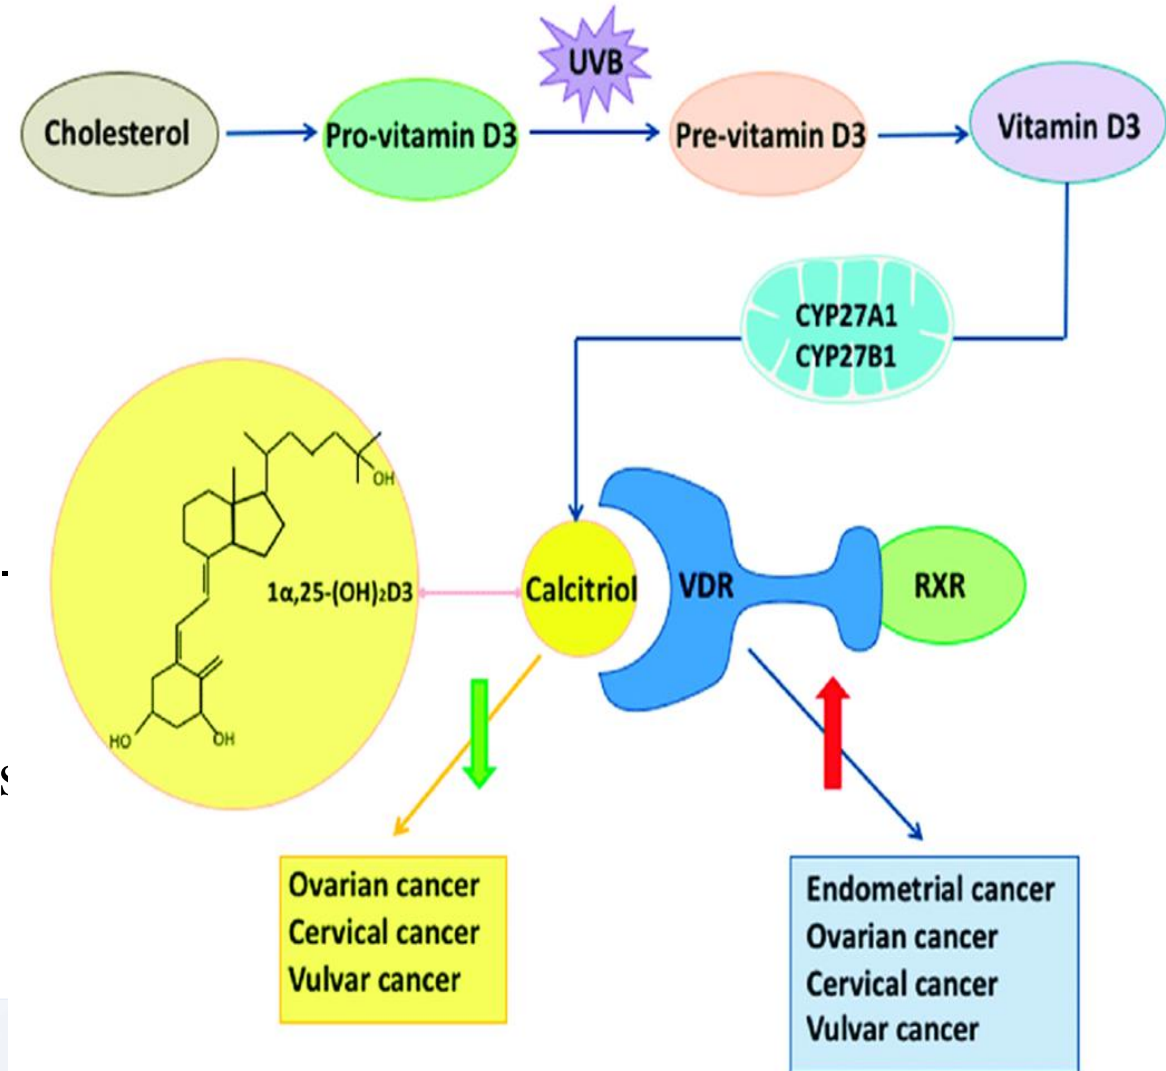 UVB
Cholesterol
Pro-vitamin D3
Pre-vitamin D3
Vitamin D3
CYP27A1
CYP27B1
OH
1α,25-(OH)₂D3
HO
OH
Calcitriol
VDR
RXR
Ovarian cancer
Cervical cancer
Vulvar cancer
Endometrial cancer
Ovarian cancer
Cervical cancer
Vulvar cancer